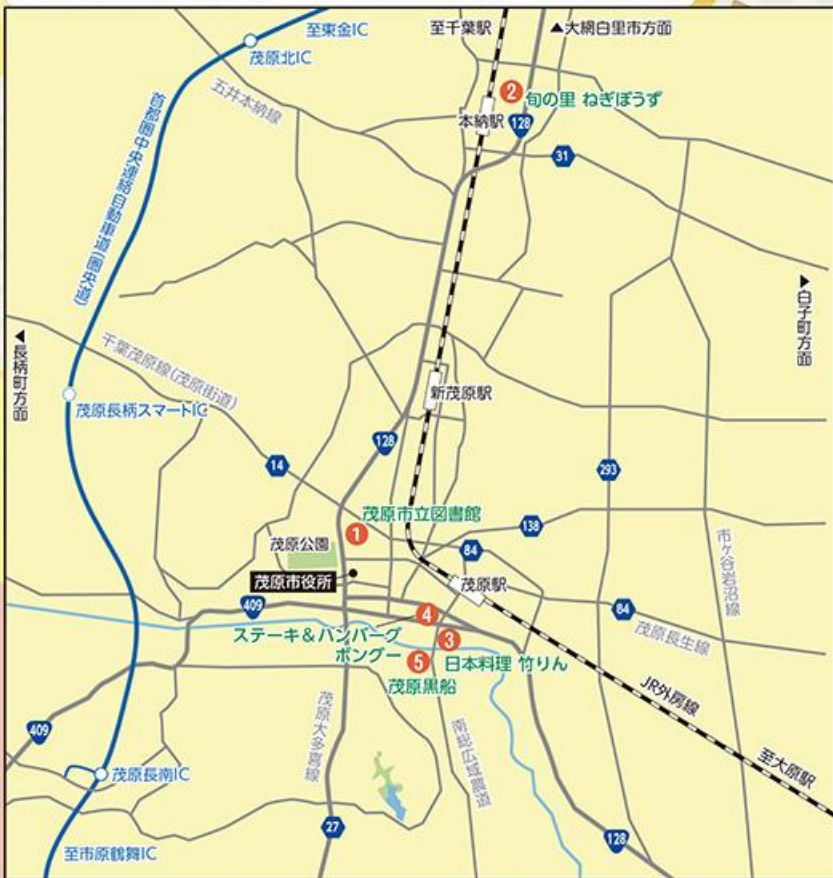 至東金IC
至千葉駅
▲大網白里市方面
茂原北IC
五井本納線
2
旬の里 ねぎぼうず
本納駅
128
31
首都圏中央連絡自動車道(圏央道)
▶白子町方面
◀長柄町方面
千葉茂原線(茂原街道)
新茂原駅
茂原長柄スマートIC
128
14
293
茂原市立図書館
1
138
茂原公園
84
市ヶ谷岩沼線
茂原市役所
茂原駅
409
4
84
茂原長生線
ステーキ&ハンバーグ
ボングー
3
日本料理 竹りん
5
茂原黒船
JR外房線
409
茂原大多喜線
南総広域農道
至大原駅
茂原長南IC
27
128
至市原鶴舞IC